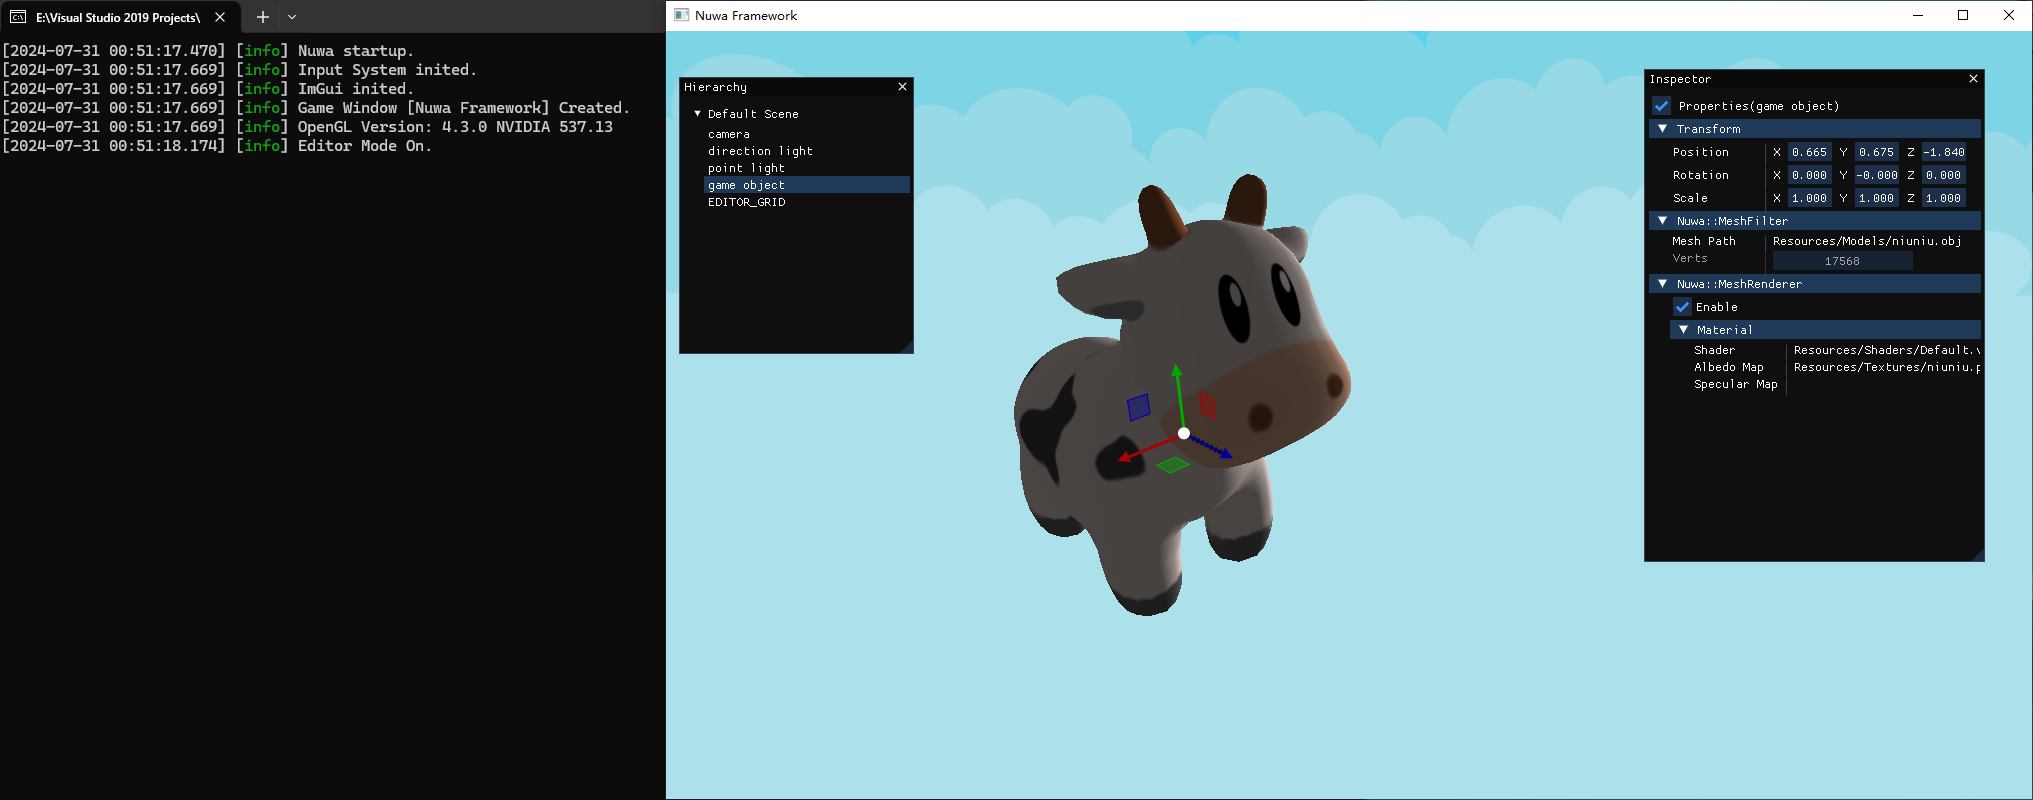 E:\Visual Studio 2019 Projects\
[2024-07-31 00:51:17.470] [info] Nuwa startup.
[2024-07-31 00:51:17.669] [info] Input System inited.
[2024-07-31 00:51:17.669] [info] ImGui inited.
[2024-07-31 00:51:17.669] [info] Game Window [Nuwa Framework] Created.
[2024-07-31 00:51:17.669] [info] OpenGL Version: 4.3.0 NVIDIA 537.13
[2024-07-31 00:51:18.174] [info] Editor Mode On.
Nuwa Framework
Hierarchy
Default Scene
camera
direction light
point light
game object
EDITOR_GRID
Inspector
Properties(game object)
Transform
Position X 0.665 Y 0.675 Z -1.840
Rotation X 0.000 Y -0.000 Z 0.000
Scale X 1.000 Y 1.000 Z 1.000
Nuwa::MeshFilter
Mesh Path Resources/Models/niuniu.obj
Verts 17568
Nuwa::MeshRenderer
Enable
Material
Shader Resources/Shaders/Default.v
Albedo Map Resources/Textures/niuniu.p
Specular Map